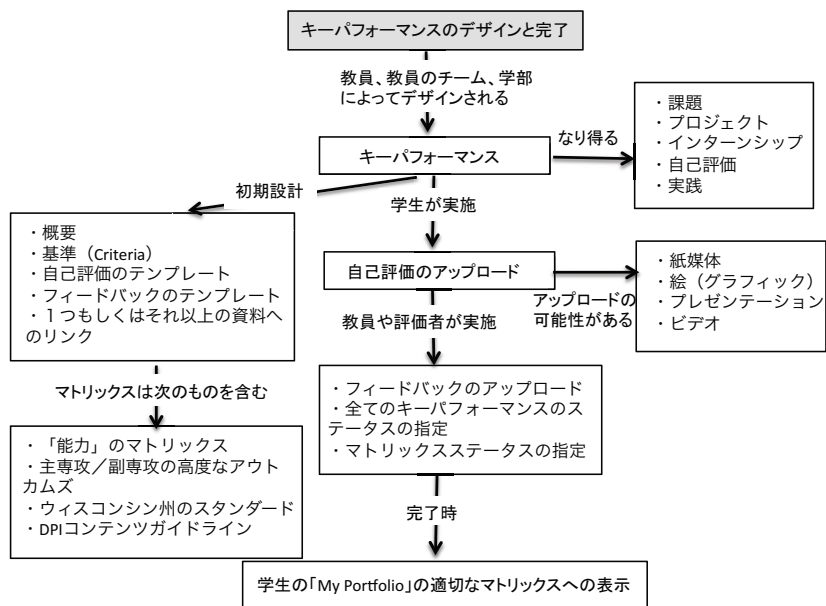 キーパフォーマンスのデザインと完了
教員、教員のチーム、学部
によってデザインされる
キーパフォーマンス
なり得る
・課題
・プロジェクト
・インターンシップ
・自己評価
・実践
初期設計
学生が実施
・概要
・基準（Criteria）
・自己評価のテンプレート
・フィードバックのテンプレート
・１つもしくはそれ以上の資料へ
のリンク
自己評価のアップロード
アップロードの
可能性がある
・紙媒体
・絵（グラフィック）
・プレゼンテーション
・ビデオ
教員や評価者が実施
マトリックスは次のものを含む
・フィードバックのアップロード
・全てのキーパフォーマンスのス
テータスの指定
・マトリックスステータスの指定
・「能力」のマトリックス
・主専攻／副専攻の高度なアウト
カムズ
・ウィスコンシン州のスタンダード
・DPIコンテンツガイドライン
完了時
学生の「My Portfolio」の適切なマトリックスへの表示